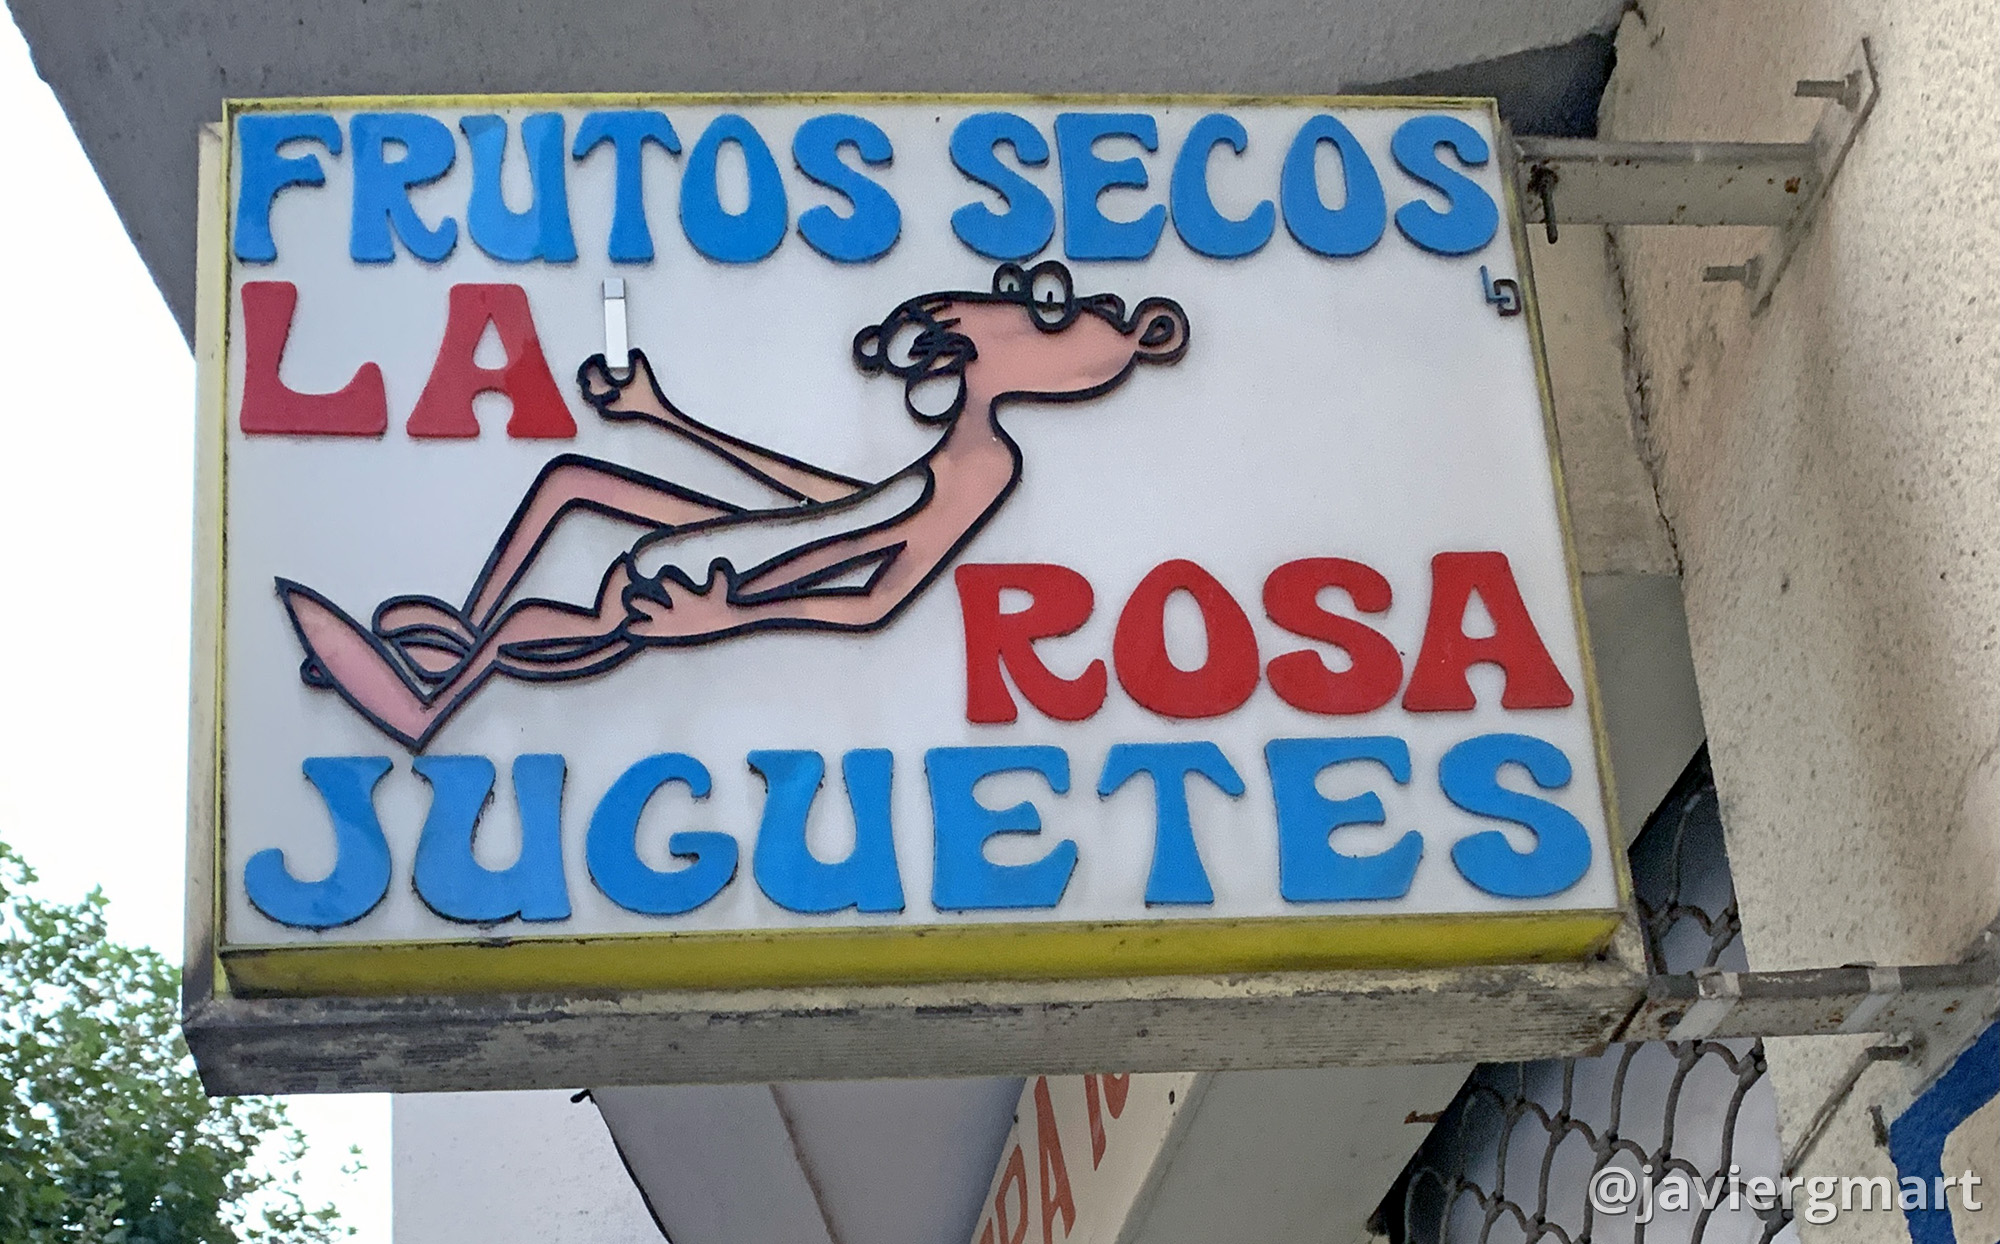 FRUTOS SECOS
LA
ROSA
JUGUETES
@javiergmart